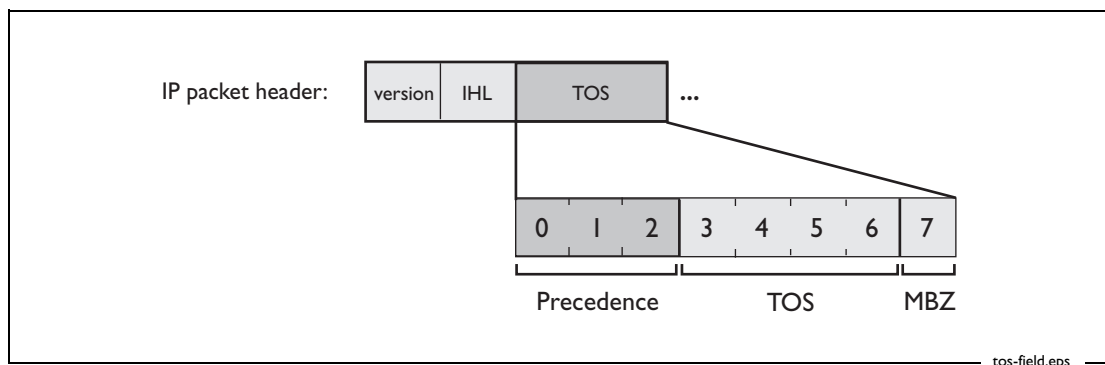 IP packet header: version IHL TOS ...
0 1 2 3 4 5 6 7
Precedence TOS MBZ
tos-field.eps